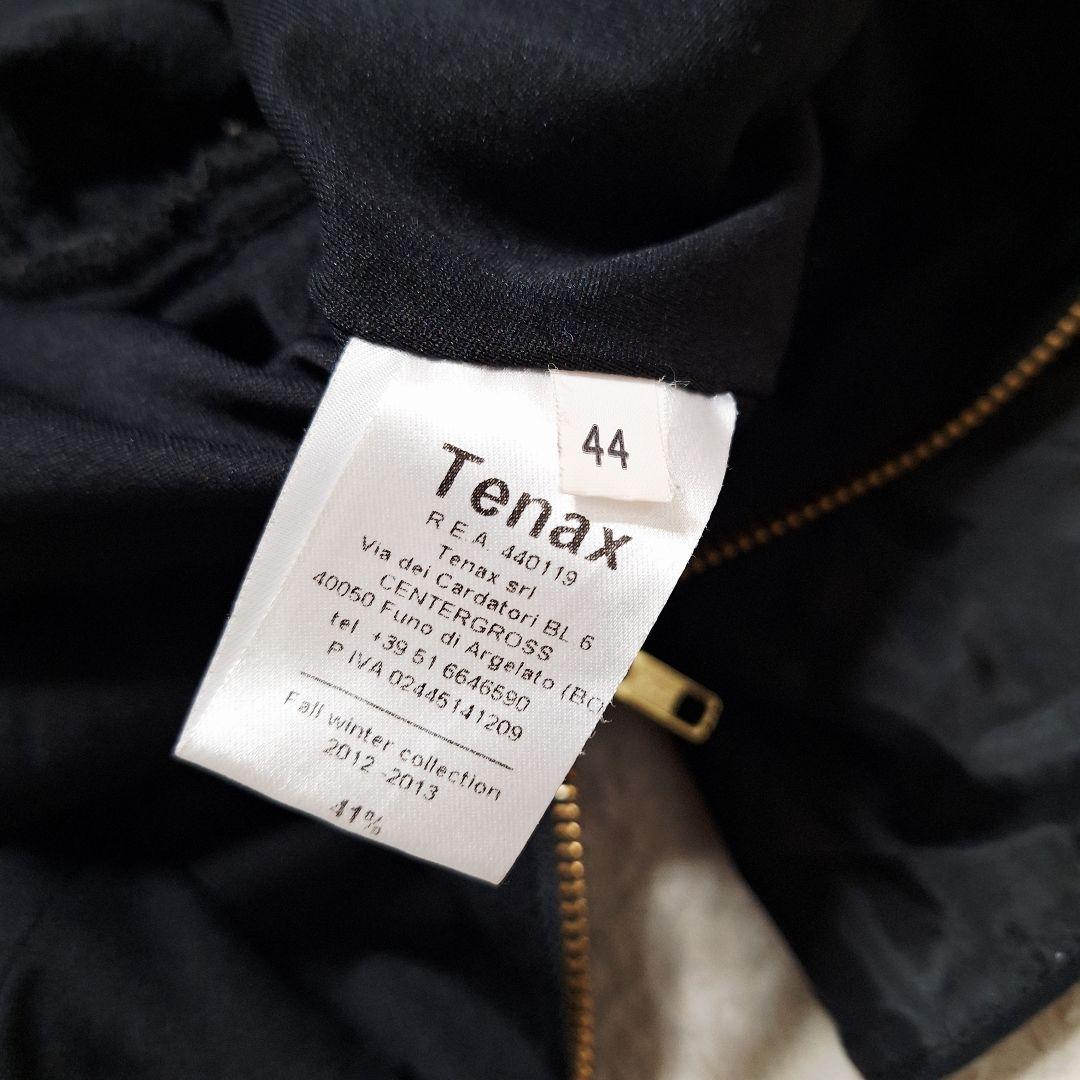 44
Tenax
R.E.A. 440119
Tenax srl
Via dei Cardatori BL 6
CENTERGROSS
40050 Funo di Argelato (BO
tel. +39 51 6646590
P.IVA 02445141209
Fall winter collection
2012 -2013
41%